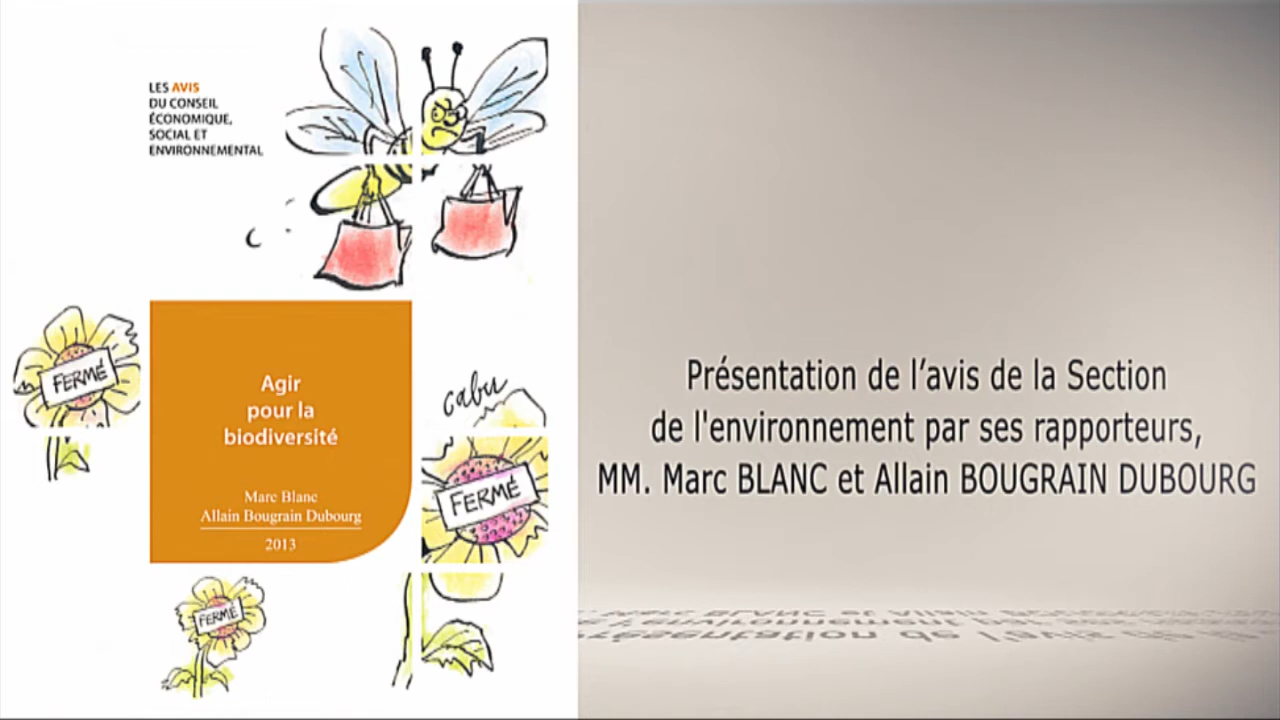 LES AVIS
DU CONSEIL
ÉCONOMIQUE,
SOCIAL ET
ENVIRONNEMENTAL
FERMÉ
Agir
pour la
biodiversité
Marc Blanc
Allain Bougrain Dubourg
2013
cabu
FERMÉ
FERMÉ
Présentation de l’avis de la Section
de l'environnement par ses rapporteurs,
MM. Marc BLANC et Allain BOUGRAIN DUBOURG